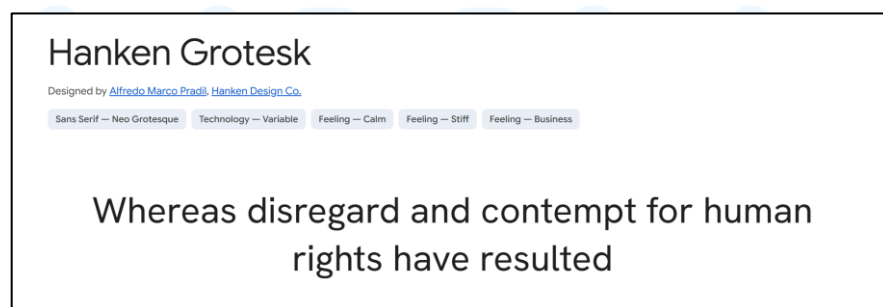 Hanken Grotesk
Designed by Alfredo Marco Pradil, Hanken Design Co.
Sans Serif — Neo Grotesque Technology — Variable Feeling — Calm Feeling — Stiff Feeling — Business
Whereas disregard and contempt for human
rights have resulted